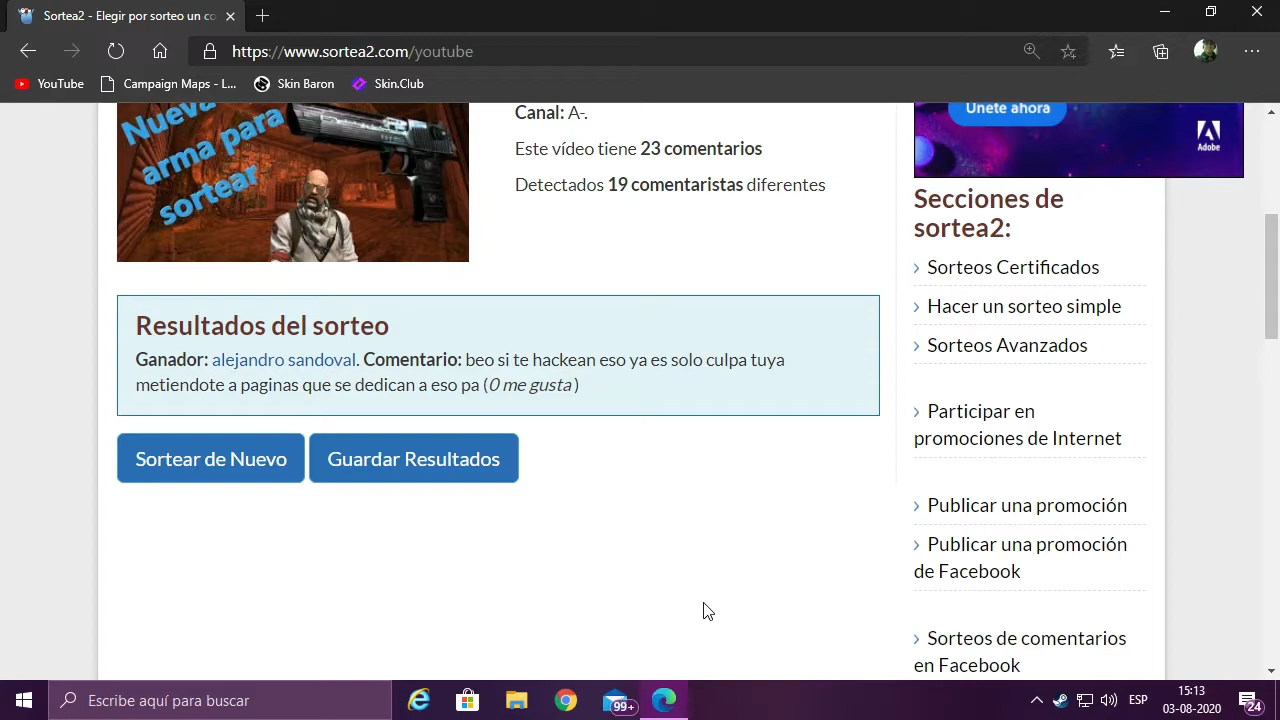 Sortea2 - Elegir por sorteo un co
https://www.sortea2.com/youtube
YouTube
Campaign Maps - L...
Skin Baron
Skin.Club
Nueva
arma para
sortear
Canal: A-.
Este vídeo tiene 23 comentarios
Detectados 19 comentaristas diferentes
Únete ahora
Adobe
Resultados del sorteo
Ganador: alejandro sandoval. Comentario: beo si te hackean eso ya es solo culpa tuya
metiendote a paginas que se dedican a eso pa (0 me gusta )
Sortear de Nuevo
Guardar Resultados
Secciones de
sortea2:
Sorteos Certificados
Hacer un sorteo simple
Sorteos Avanzados
Participar en
promociones de Internet
Publicar una promoción
Publicar una promoción
de Facebook
Sorteos de comentarios
en Facebook
Escribe aquí para buscar
99+
ESP
15:13
03-08-2020
24